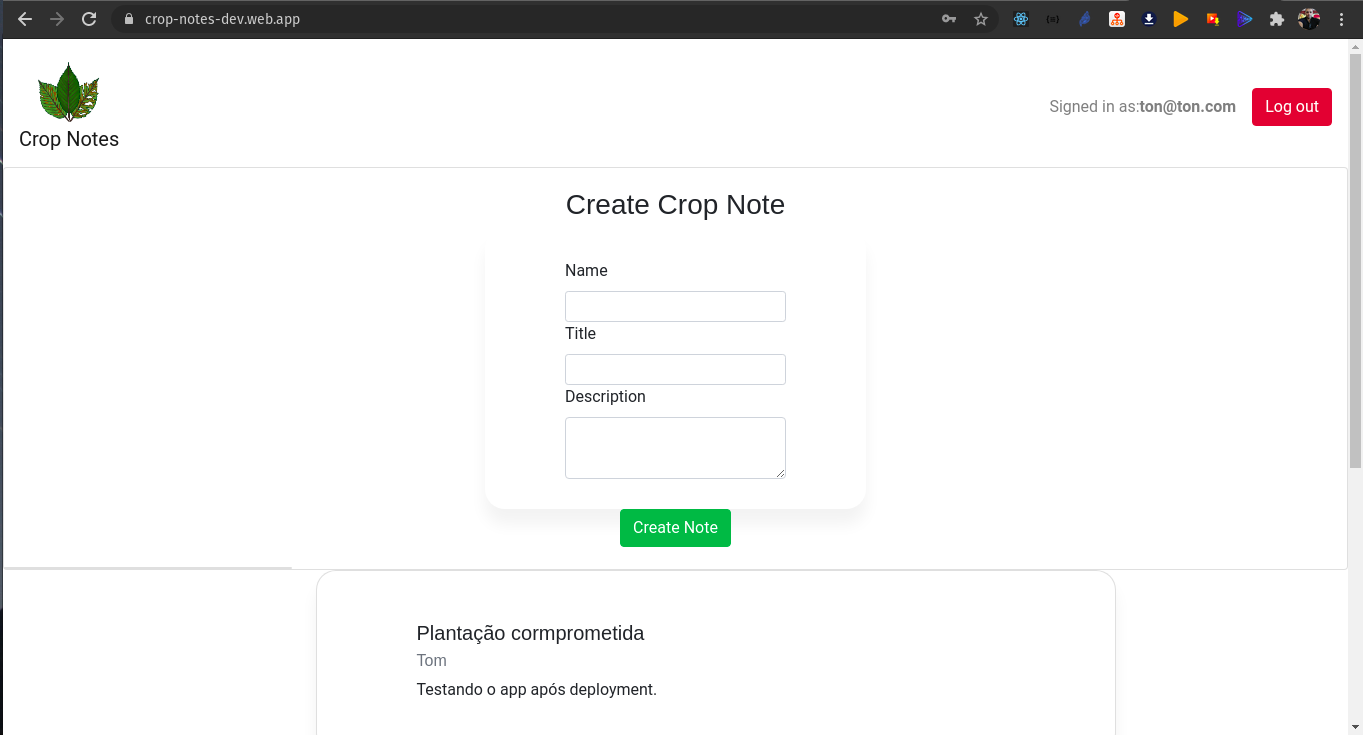 crop-notes-dev.web.app
Crop Notes
Signed in as:ton@ton.com
Log out
Create Crop Note
Name
Title
Description
Create Note
Plantação cormprometida
Tom
Testando o app após deployment.